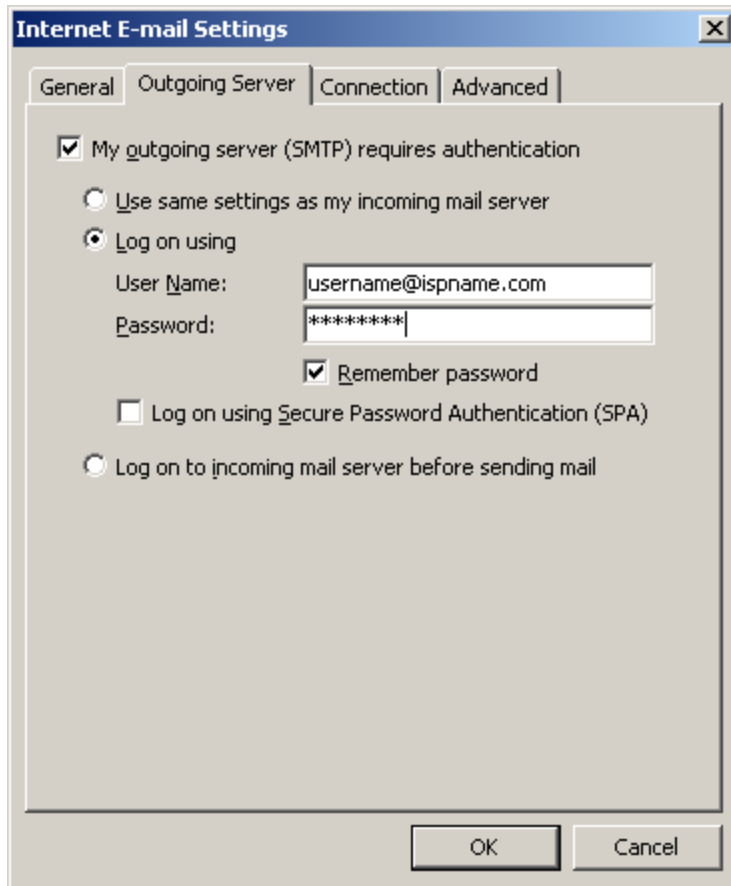 Internet E-mail Settings
General Outgoing Server Connection Advanced
My outgoing server (SMTP) requires authentication
Use same settings as my incoming mail server
Log on using
User Name: username@ispname.com
Password: ********
Remember password
Log on using Secure Password Authentication (SPA)
Log on to incoming mail server before sending mail
OK Cancel